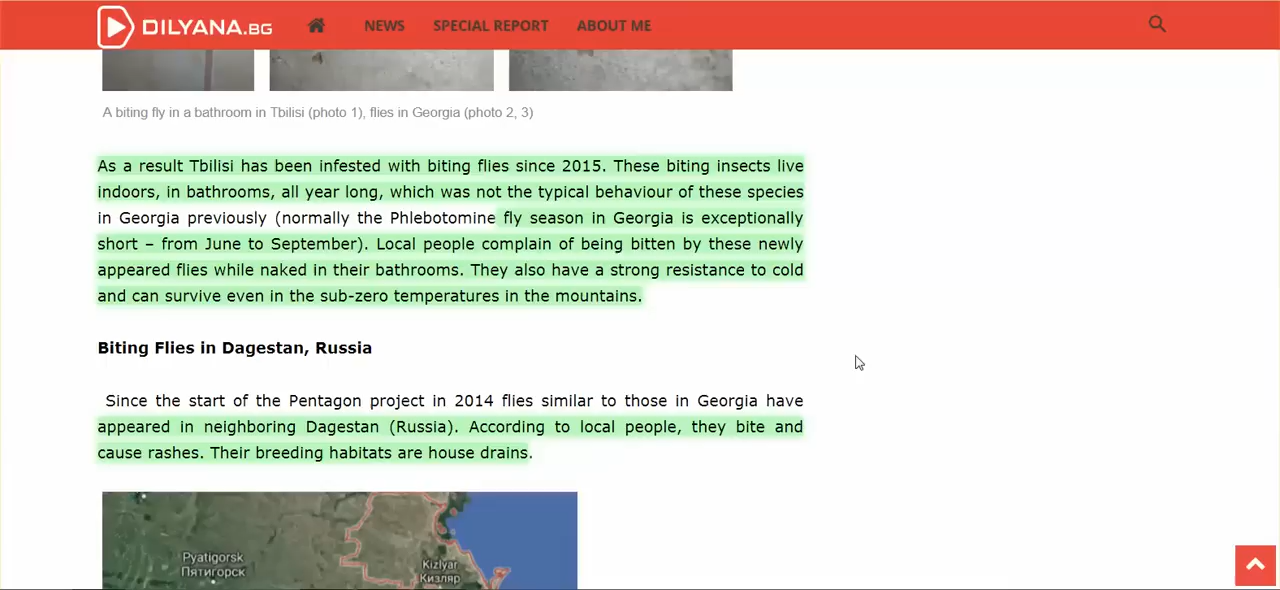 DILYANA.BG
NEWS
SPECIAL REPORT
ABOUT ME
A biting fly in a bathroom in Tbilisi (photo 1), flies in Georgia (photo 2, 3)
As a result Tbilisi has been infested with biting flies since 2015. These biting insects live
indoors, in bathrooms, all year long, which was not the typical behaviour of these species
in Georgia previously (normally the Phlebotomine fly season in Georgia is exceptionally
short – from June to September). Local people complain of being bitten by these newly
appeared flies while naked in their bathrooms. They also have a strong resistance to cold
and can survive even in the sub-zero temperatures in the mountains.
Biting Flies in Dagestan, Russia
Since the start of the Pentagon project in 2014 flies similar to those in Georgia have
appeared in neighboring Dagestan (Russia). According to local people, they bite and
cause rashes. Their breeding habitats are house drains.
Pyatigorsk
Пятигорск
Kizlyar
Кизляр